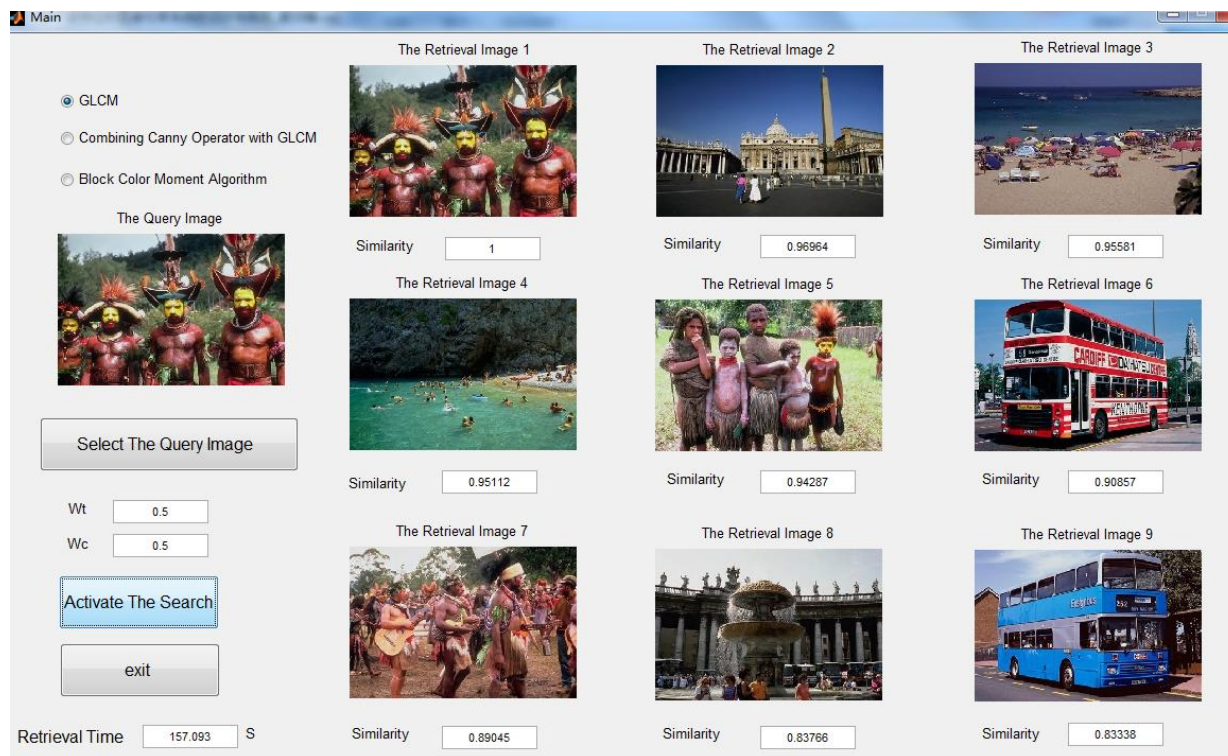 Main
GLCM
Combining Canny Operator with GLCM
Block Color Moment Algorithm
The Query Image
Select The Query Image
Wt 0.5
Wc 0.5
Activate The Search
exit
Retrieval Time 157.093 S
The Retrieval Image 1
Similarity 1
The Retrieval Image 2
Similarity 0.96964
The Retrieval Image 3
Similarity 0.95581
The Retrieval Image 4
Similarity 0.95112
The Retrieval Image 5
Similarity 0.94287
The Retrieval Image 6
CARDIFF
Similarity 0.90857
The Retrieval Image 7
Similarity 0.89045
The Retrieval Image 8
Similarity 0.83766
The Retrieval Image 9
252
Similarity 0.83338